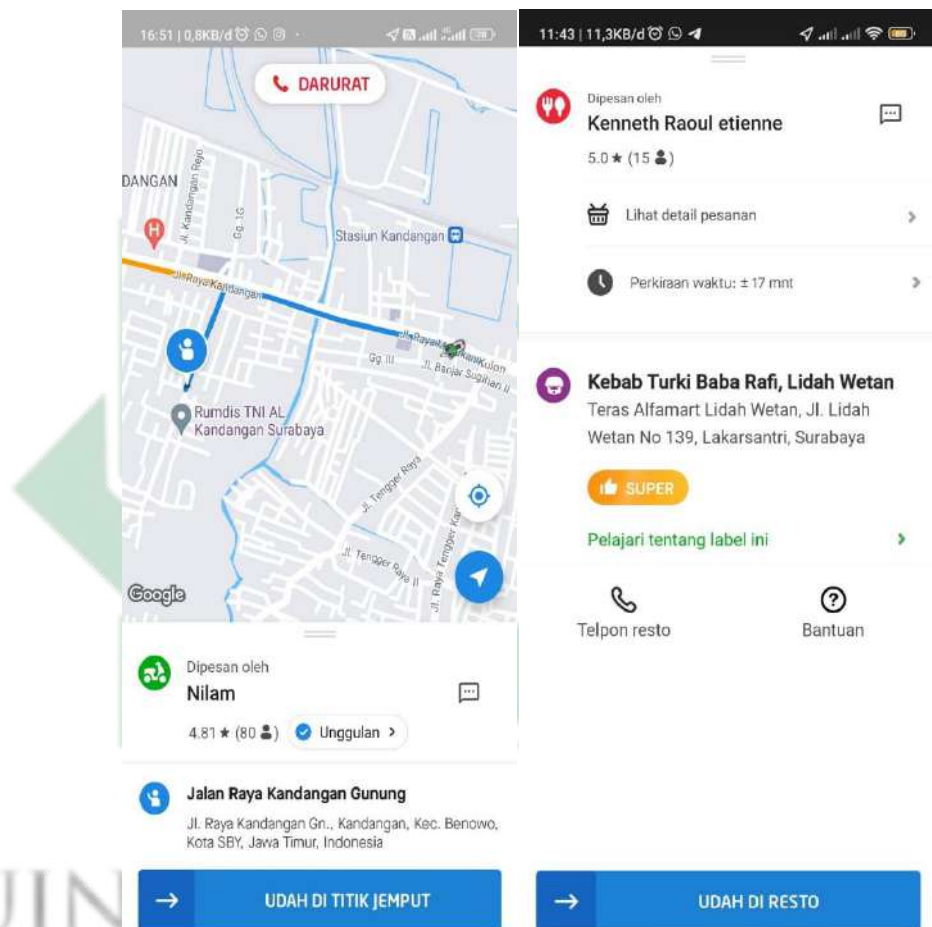 16:51 | 0,8KB/d
DARURAT
DANGAN
Jl. Kandangan Rejo
Gg. 1G
H
Stasiun Kandangan
Jl. Raya Kandangan
Gg. III
Jl. Banjar Sugihan II
Rumdis TNI AL
Kandangan Surabaya
Jl. Tengger Raya
Jl. Tengger Raya II
Jl. Raya Tengger Kan
Google
Dipesan oleh
Nilam
4.81 ★ (80)
Unggulan >
Jalan Raya Kandangan Gunung
Jl. Raya Kandangan Gn., Kandangan, Kec. Benowo,
Kota SBY, Jawa Timur, Indonesia
→ UDAH DI TITIK JEMPUT
11:43 | 11,3KB/d
Dipesan oleh
Kenneth Raoul etienne
5.0 ★ (15)
Lihat detail pesanan >
Perkiraan waktu: ± 17 mnt >
Kebab Turki Baba Rafi, Lidah Wetan
Teras Alfamart Lidah Wetan, Jl. Lidah
Wetan No 139, Lakarsantri, Surabaya
SUPER
Pelajari tentang label ini >
Telpon resto
Bantuan
→ UDAH DI RESTO
UIN